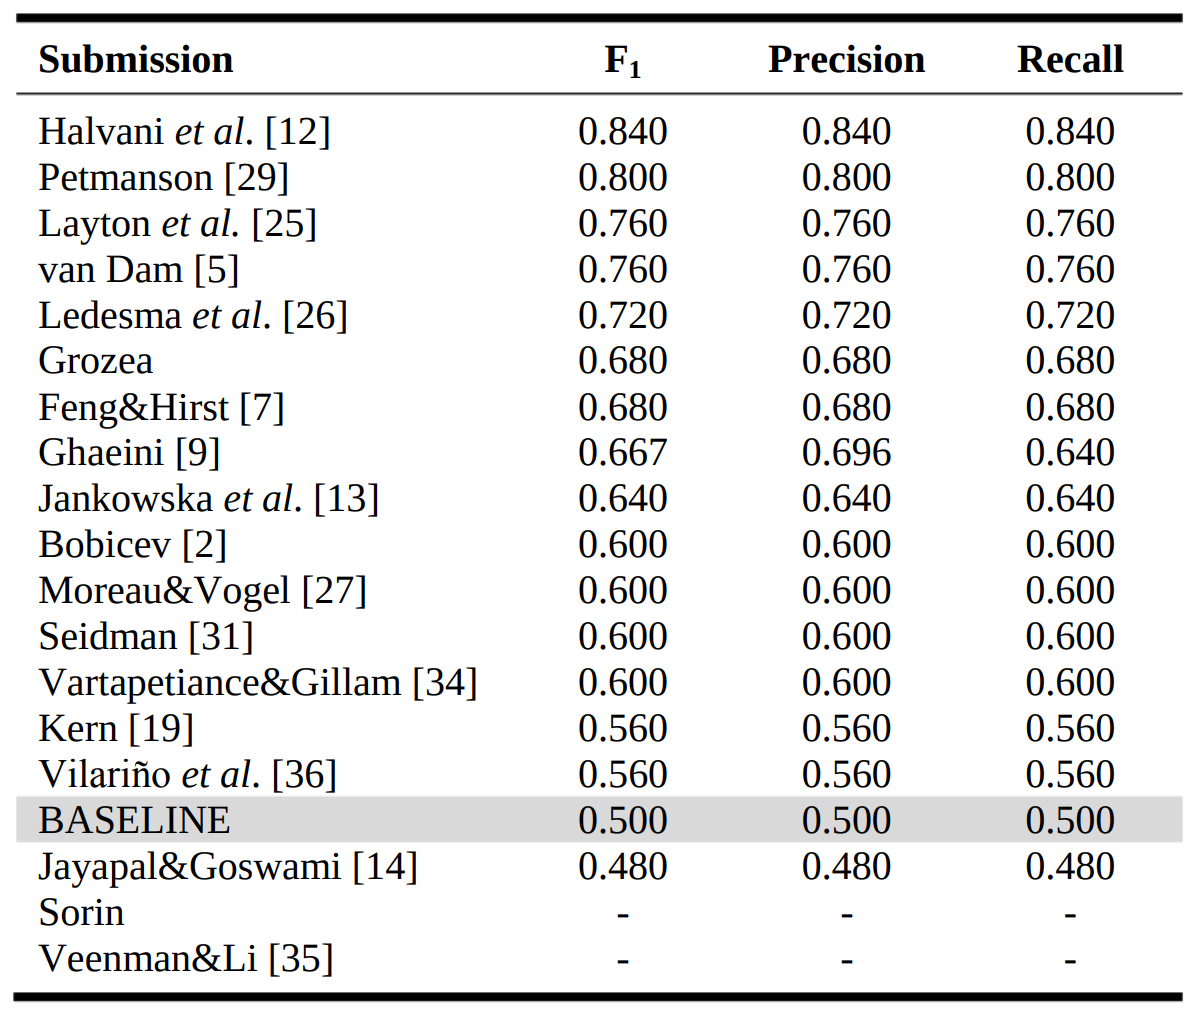 Submission F1 Precision Recall
Halvani et al. [12] 0.840 0.840 0.840
Petmanson [29] 0.800 0.800 0.800
Layton et al. [25] 0.760 0.760 0.760
van Dam [5] 0.760 0.760 0.760
Ledesma et al. [26] 0.720 0.720 0.720
Grozea 0.680 0.680 0.680
Feng&Hirst [7] 0.680 0.680 0.680
Ghaeini [9] 0.667 0.696 0.640
Jankowska et al. [13] 0.640 0.640 0.640
Bobicev [2] 0.600 0.600 0.600
Moreau&Vogel [27] 0.600 0.600 0.600
Seidman [31] 0.600 0.600 0.600
Vartapetiance&Gillam [34] 0.600 0.600 0.600
Kern [19] 0.560 0.560 0.560
Vilariño et al. [36] 0.560 0.560 0.560
BASELINE 0.500 0.500 0.500
Jayapal&Goswami [14] 0.480 0.480 0.480
Sorin - - -
Veenman&Li [35] - - -